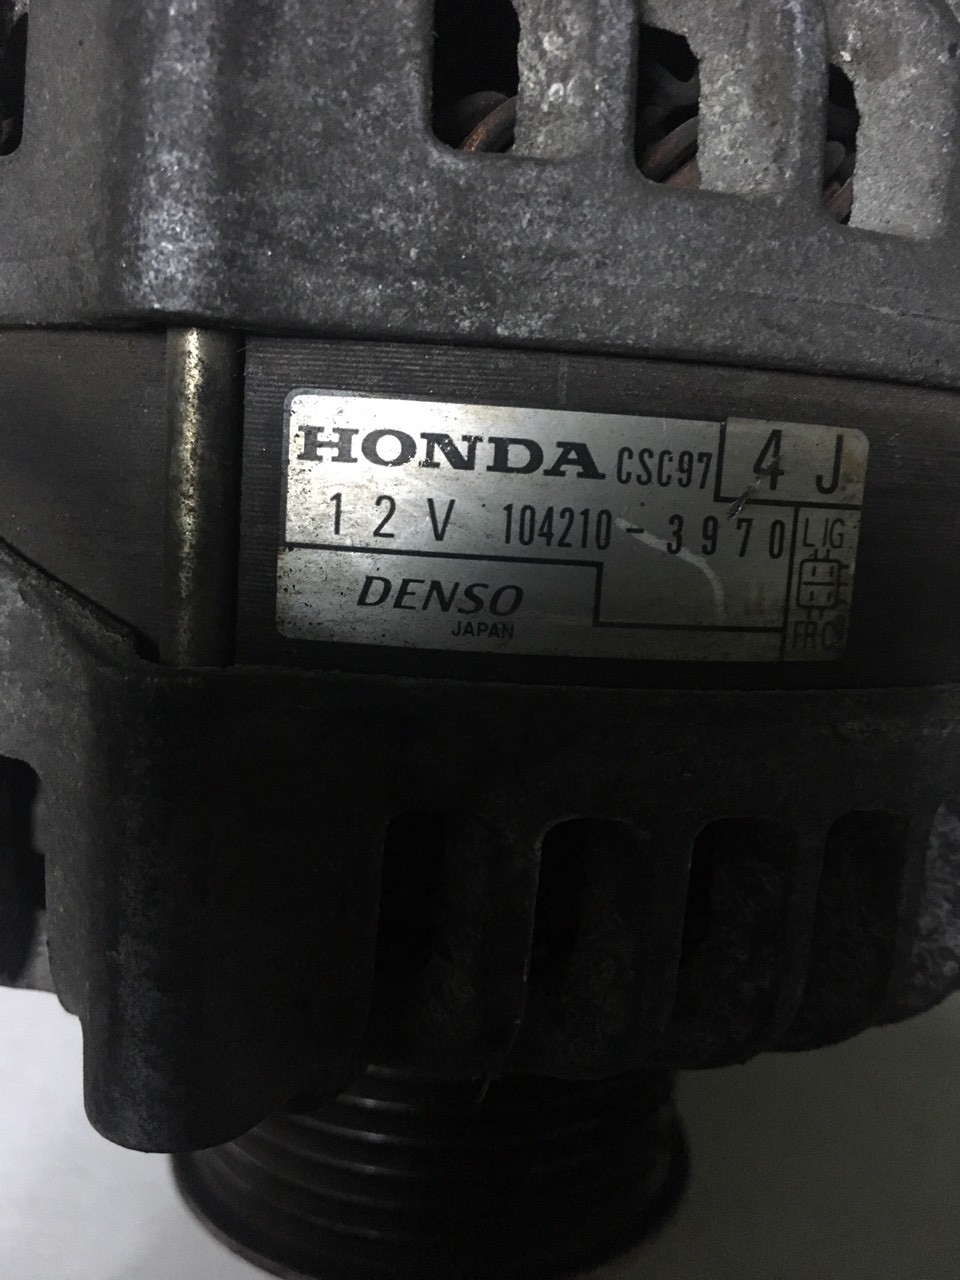 HONDA CSC97 4 J
12V 104210-3970
L IG
DENSO
JAPAN
FR C